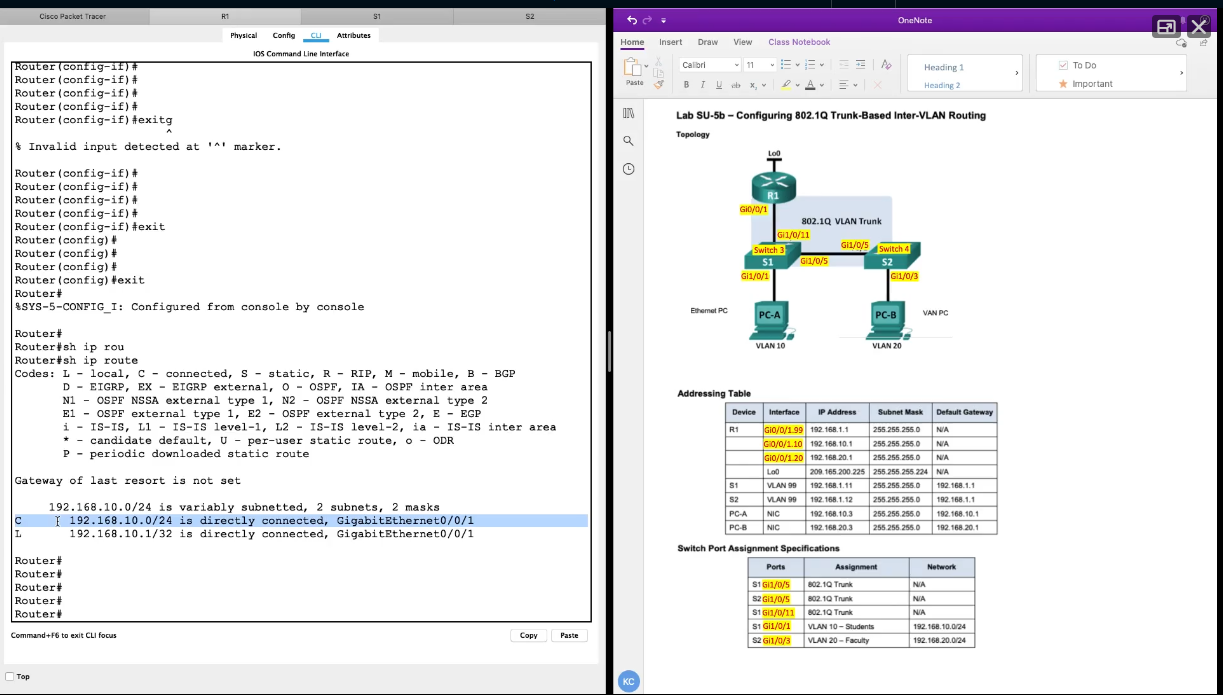 Cisco Packet Tracer
R1
S1
S2
Physical
Config
CLI
Attributes
IOS Command Line Interface
Router(config-if)#
Router(config-if)#
Router(config-if)#
Router(config-if)#
Router(config-if)#exitg
^
% Invalid input detected at '^' marker.
Router(config-if)#
Router(config-if)#
Router(config-if)#
Router(config-if)#
Router(config-if)#exit
Router(config)#
Router(config)#
Router(config)#
Router(config)#exit
Router#
%SYS-5-CONFIG_I: Configured from console by console
Router#
Router#sh ip rou
Router#sh ip route
Codes: L - local, C - connected, S - static, R - RIP, M - mobile, B - BGP
D - EIGRP, EX - EIGRP external, O - OSPF, IA - OSPF inter area
N1 - OSPF NSSA external type 1, N2 - OSPF NSSA external type 2
E1 - OSPF external type 1, E2 - OSPF external type 2, E - EGP
i - IS-IS, L1 - IS-IS level-1, L2 - IS-IS level-2, ia - IS-IS inter area
* - candidate default, U - per-user static route, o - ODR
P - periodic downloaded static route
Gateway of last resort is not set
192.168.10.0/24 is variably subnetted, 2 subnets, 2 masks
C 192.168.10.0/24 is directly connected, GigabitEthernet0/0/1
L 192.168.10.1/32 is directly connected, GigabitEthernet0/0/1
Router#
Router#
Router#
Router#
Router#
Command+F6 to exit CLI focus
Copy
Paste
Top
OneNote
Home
Insert
Draw
View
Class Notebook
Paste
Calibri
11
Heading 1
Heading 2
To Do
Important
B I U ab x
A
KC
Lab SU-5b – Configuring 802.1Q Trunk-Based Inter-VLAN Routing
Topology
Lo0
R1
Gi0/0/1
802.1Q VLAN Trunk
Gi1/0/11
Gi1/0/5
Switch 3
Switch 4
S1
S2
Gi1/0/5
Gi1/0/1
Gi1/0/3
Ethernet PC
PC-A
PC-B
VAN PC
VLAN 10
VLAN 20
Addressing Table
Device Interface IP Address Subnet Mask Default Gateway
R1 Gi0/0/1.99 192.168.1.1 255.255.255.0 N/A
Gi0/0/1.10 192.168.10.1 255.255.255.0 N/A
Gi0/0/1.20 192.168.20.1 255.255.255.0 N/A
Lo0 209.165.200.225 255.255.255.224 N/A
S1 VLAN 99 192.168.1.11 255.255.255.0 192.168.1.1
S2 VLAN 99 192.168.1.12 255.255.255.0 192.168.1.1
PC-A NIC 192.168.10.3 255.255.255.0 192.168.10.1
PC-B NIC 192.168.20.3 255.255.255.0 192.168.20.1
Switch Port Assignment Specifications
Ports Assignment Network
S1 Gi1/0/5 802.1Q Trunk N/A
S2 Gi1/0/5 802.1Q Trunk N/A
S1 Gi1/0/11 802.1Q Trunk N/A
S1 Gi1/0/1 VLAN 10 – Students 192.168.10.0/24
S2 Gi1/0/3 VLAN 20 – Faculty 192.168.20.0/24